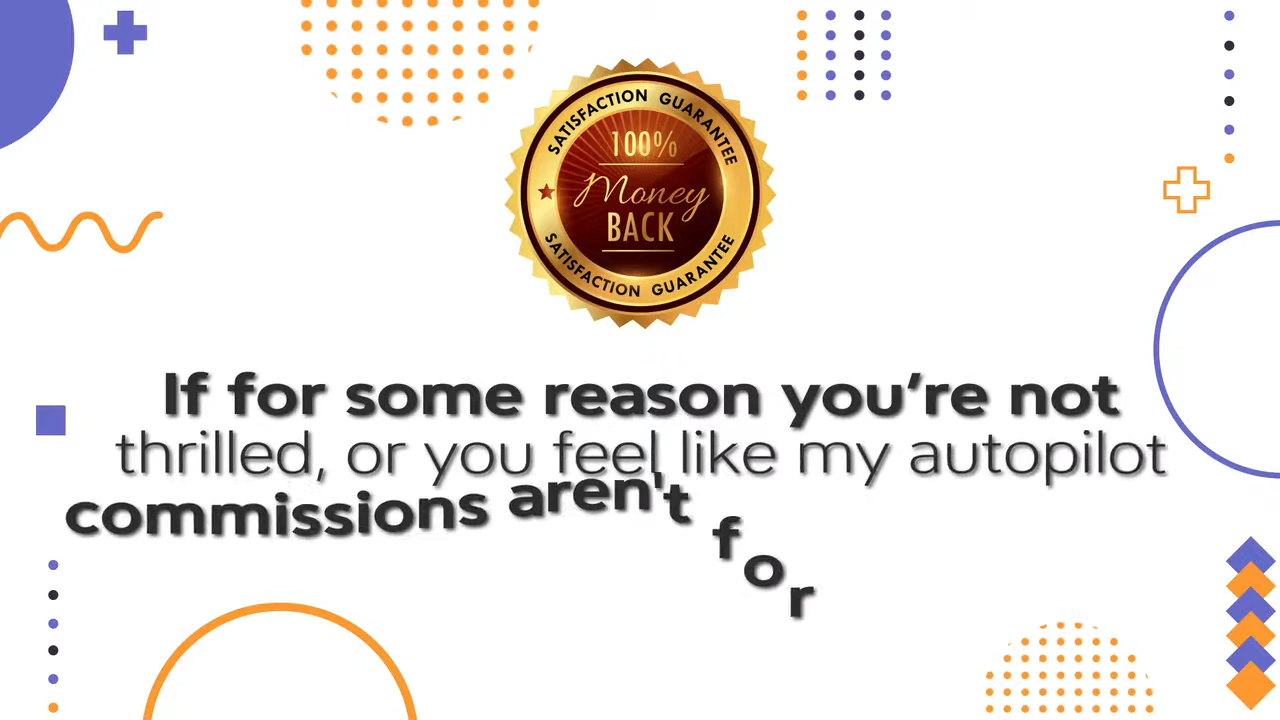 SATISFACTION GUARANTEE
100%
Money
BACK
SATISFACTION GUARANTEE
If for some reason you’re not
thrilled, or you feel like my autopilot
commissions aren't for